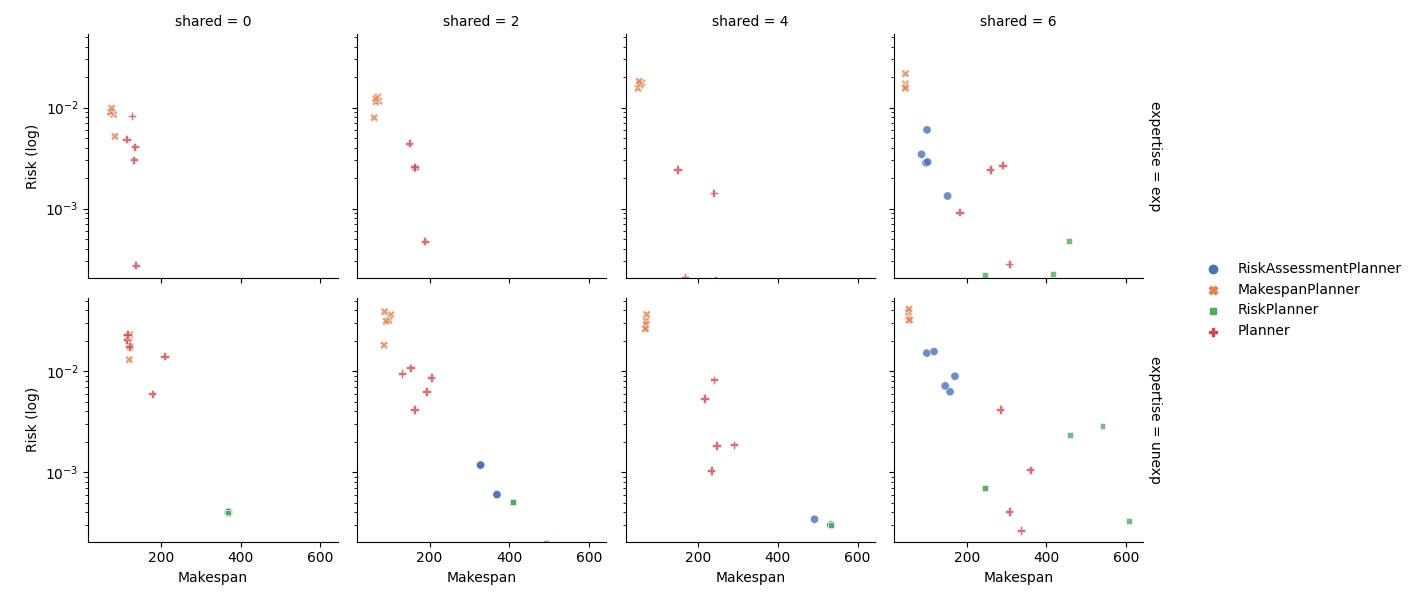 shared = 0
shared = 2
shared = 4
shared = 6
10⁻²
10⁻³
Risk (log)
expertise = exp
RiskAssessmentPlanner
MakespanPlanner
RiskPlanner
Planner
10⁻²
10⁻³
Risk (log)
expertise = unexp
200 400 600
200 400 600
200 400 600
200 400 600
Makespan
Makespan
Makespan
Makespan